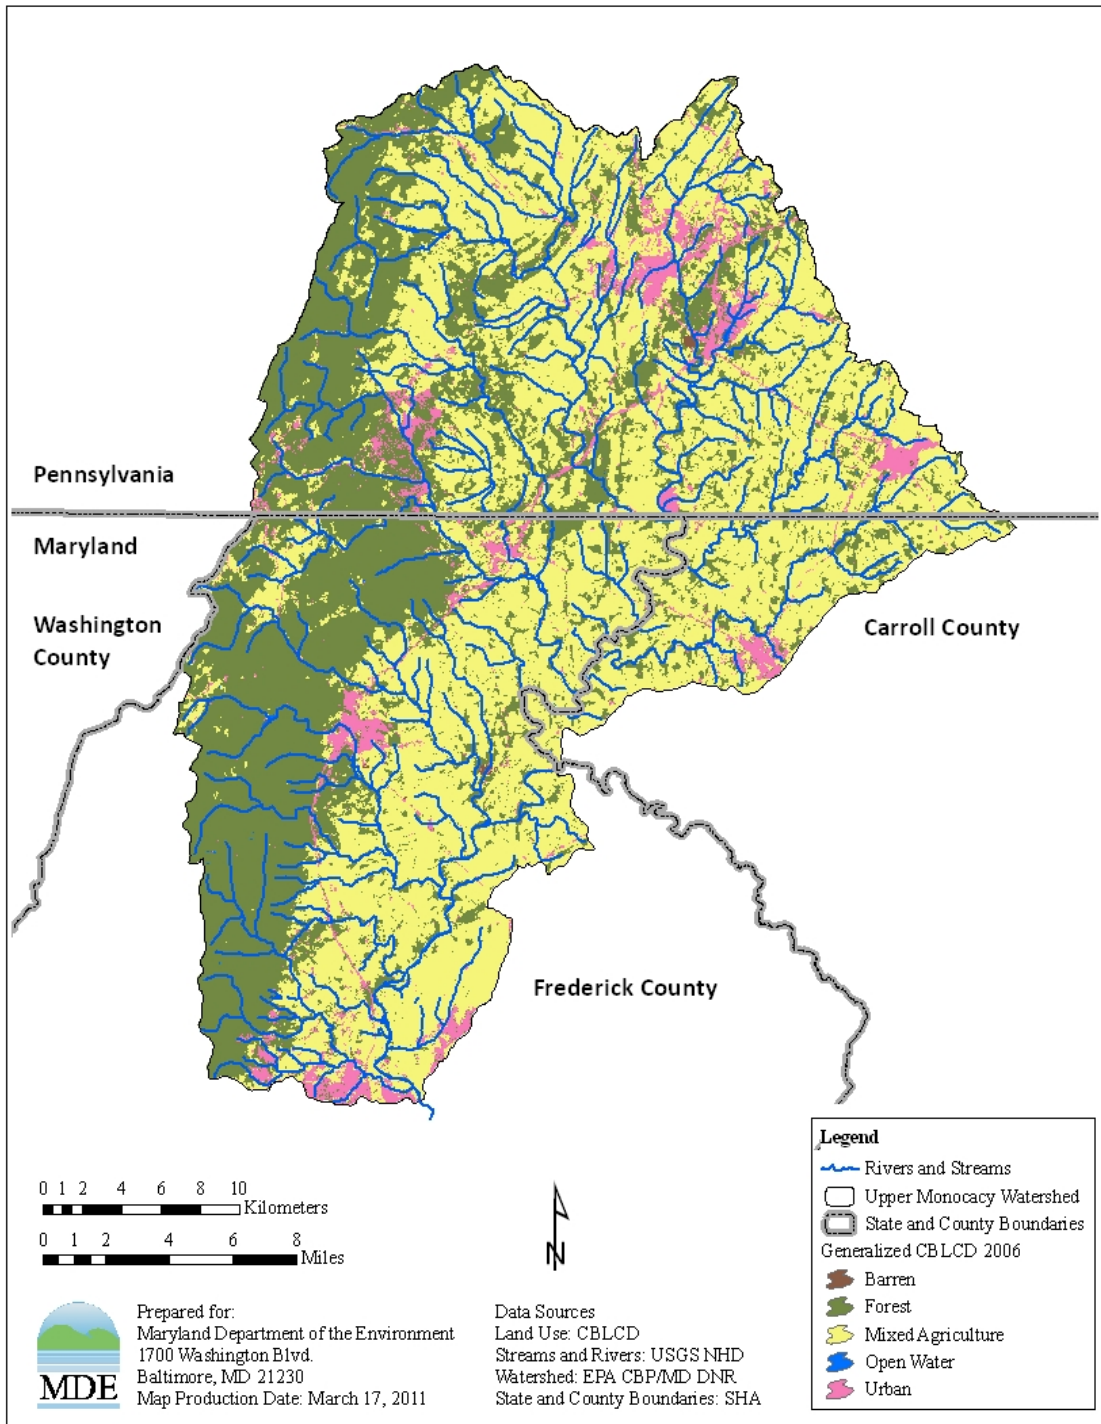 Pennsylvania
Maryland
Washington
County
Carroll County
Frederick County
Legend
Rivers and Streams
Upper Monocacy Watershed
State and County Boundaries
Generalized CBLCD 2006
Barren
Forest
Mixed Agriculture
Open Water
Urban
0 1 2 4 6 8 10
Kilometers
0 1 2 4 6 8
Miles
N
MDE
Prepared for:
Maryland Department of the Environment
1700 Washington Blvd.
Baltimore, MD 21230
Map Production Date: March 17, 2011
Data Sources
Land Use: CBLCD
Streams and Rivers: USGS NHD
Watershed: EPA CBP/MD DNR
State and County Boundaries: SHA